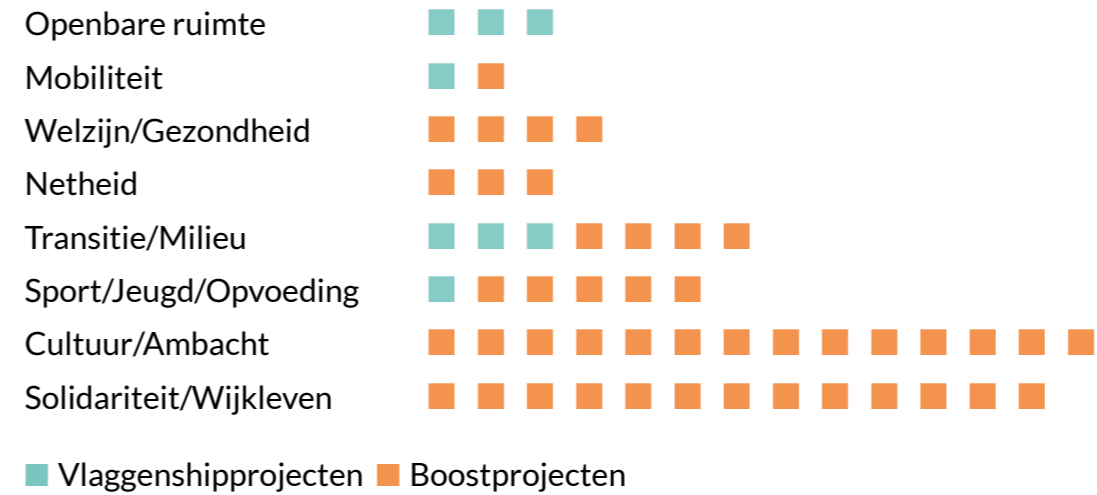 Openbare ruimte
Mobiliteit
Welzijn/Gezondheid
Netheid
Transitie/Milieu
Sport/Jeugd/Opvoeding
Cultuur/Ambacht
Solidariteit/Wijkleven
Vlaggenshipprojecten Boostprojecten